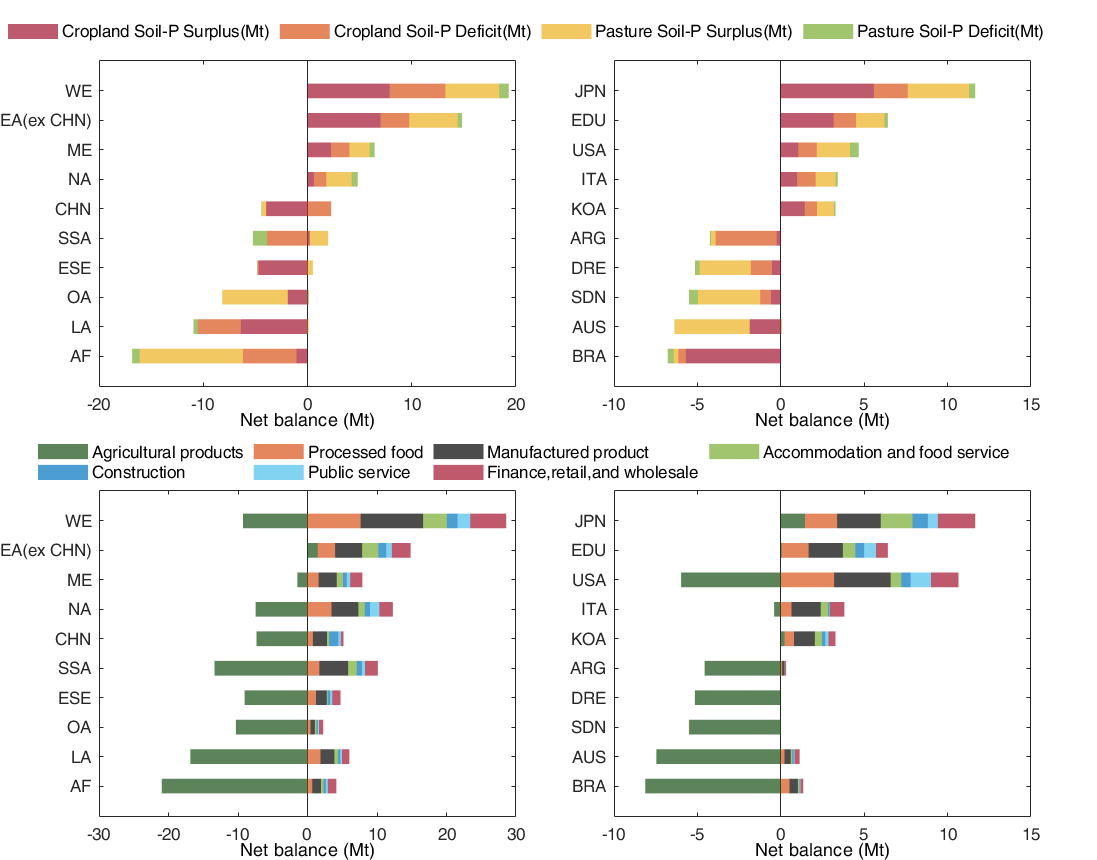 Cropland Soil-P Surplus(Mt) Cropland Soil-P Deficit(Mt) Pasture Soil-P Surplus(Mt) Pasture Soil-P Deficit(Mt)
WE
EA(ex CHN)
ME
NA
CHN
SSA
ESE
OA
LA
AF
-20 -10 0 10 20
Net balance (Mt)
JPN
EDU
USA
ITA
KOA
ARG
DRE
SDN
AUS
BRA
-10 -5 0 5 10 15
Net balance (Mt)
Agricultural products Processed food Manufactured product Accommodation and food service
Construction Public service Finance,retail,and wholesale
WE
EA(ex CHN)
ME
NA
CHN
SSA
ESE
OA
LA
AF
-30 -20 -10 0 10 20 30
Net balance (Mt)
JPN
EDU
USA
ITA
KOA
ARG
DRE
SDN
AUS
BRA
-10 -5 0 5 10 15
Net balance (Mt)